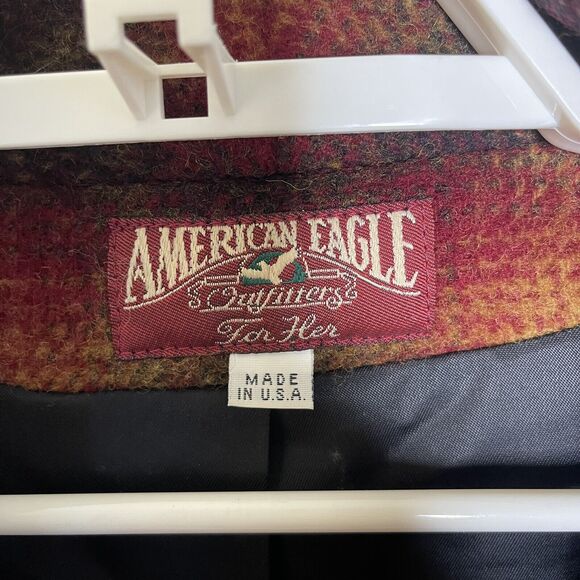 AMERICAN EAGLE
Outfitters
For Her
MADE
IN U.S.A.